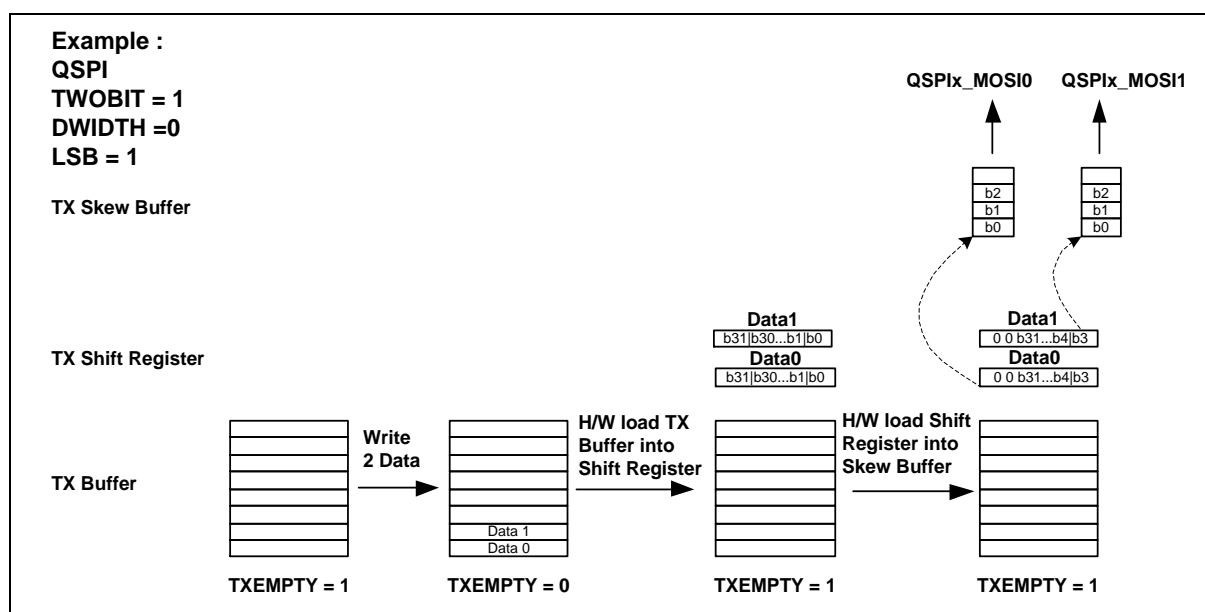 Example :
QSPI
TWOBIT = 1
DWIDTH =0
LSB = 1
QSPIx_MOSI0
QSPIx_MOSI1
TX Skew Buffer
b2
b1
b0
b2
b1
b0
TX Shift Register
Data1
b31|b30...b1|b0
Data0
b31|b30...b1|b0
Data1
0 0 b31...b4|b3
Data0
0 0 b31...b4|b3
TX Buffer
Write
2 Data
Data 1
Data 0
H/W load TX
Buffer into
Shift Register
H/W load Shift
Register into
Skew Buffer
TXEMPTY = 1
TXEMPTY = 0
TXEMPTY = 1
TXEMPTY = 1